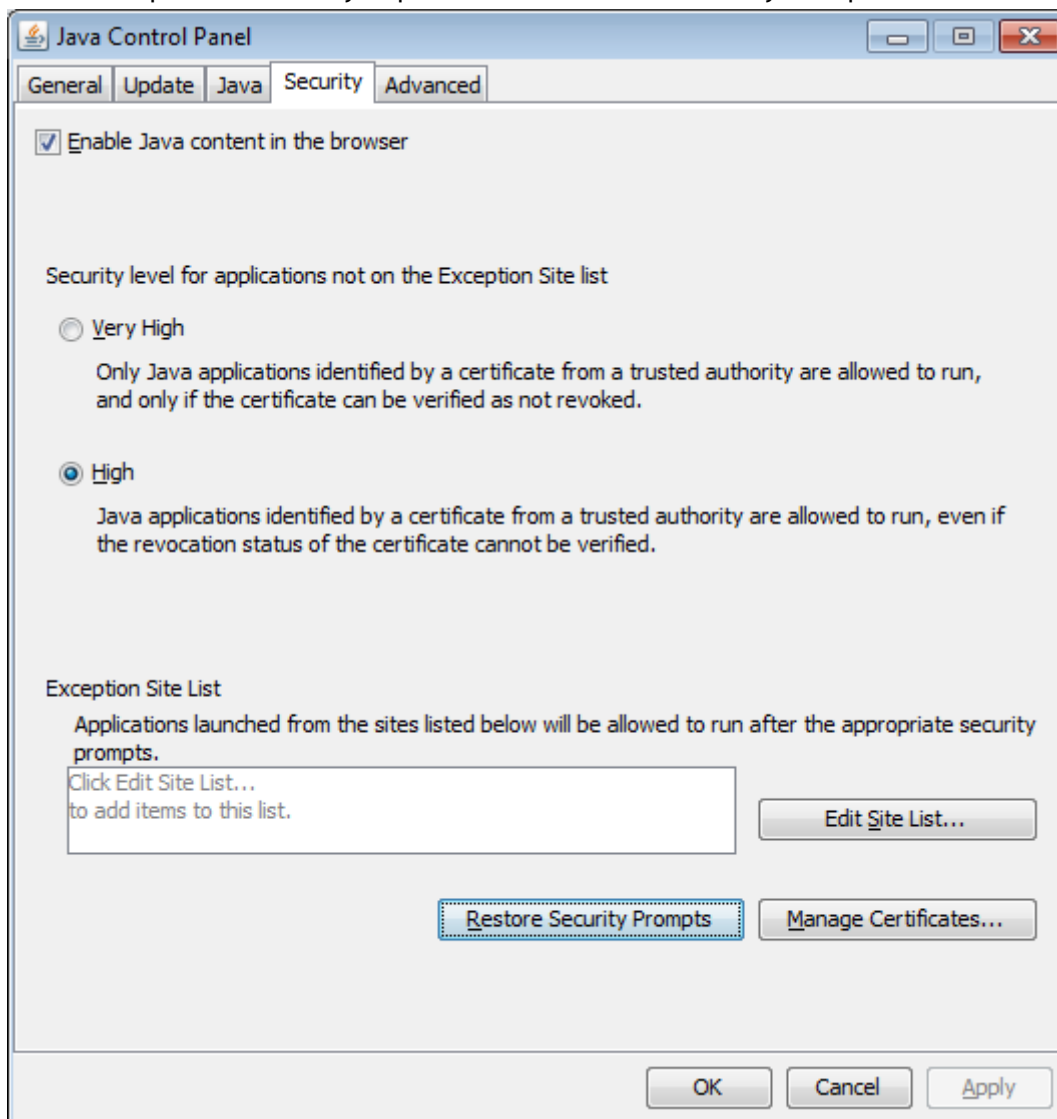 Java Control Panel
General Update Java Security Advanced
Enable Java content in the browser
Security level for applications not on the Exception Site list
Very High
Only Java applications identified by a certificate from a trusted authority are allowed to run,
and only if the certificate can be verified as not revoked.
High
Java applications identified by a certificate from a trusted authority are allowed to run, even if
the revocation status of the certificate cannot be verified.
Exception Site List
Applications launched from the sites listed below will be allowed to run after the appropriate security
prompts.
Click Edit Site List...
to add items to this list.
Edit Site List...
Restore Security Prompts Manage Certificates...
OK Cancel Apply